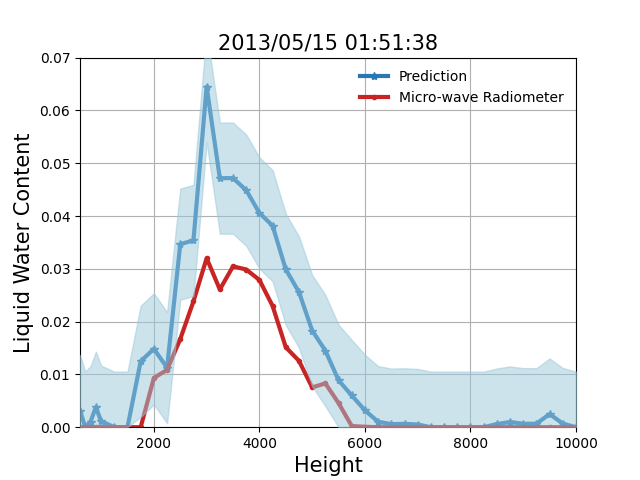 2013/05/15 01:51:38
0.07
0.06
0.05
0.04
0.03
0.02
0.01
0.00
Liquid Water Content
Prediction
Micro-wave Radiometer
2000 4000 6000 8000 10000
Height